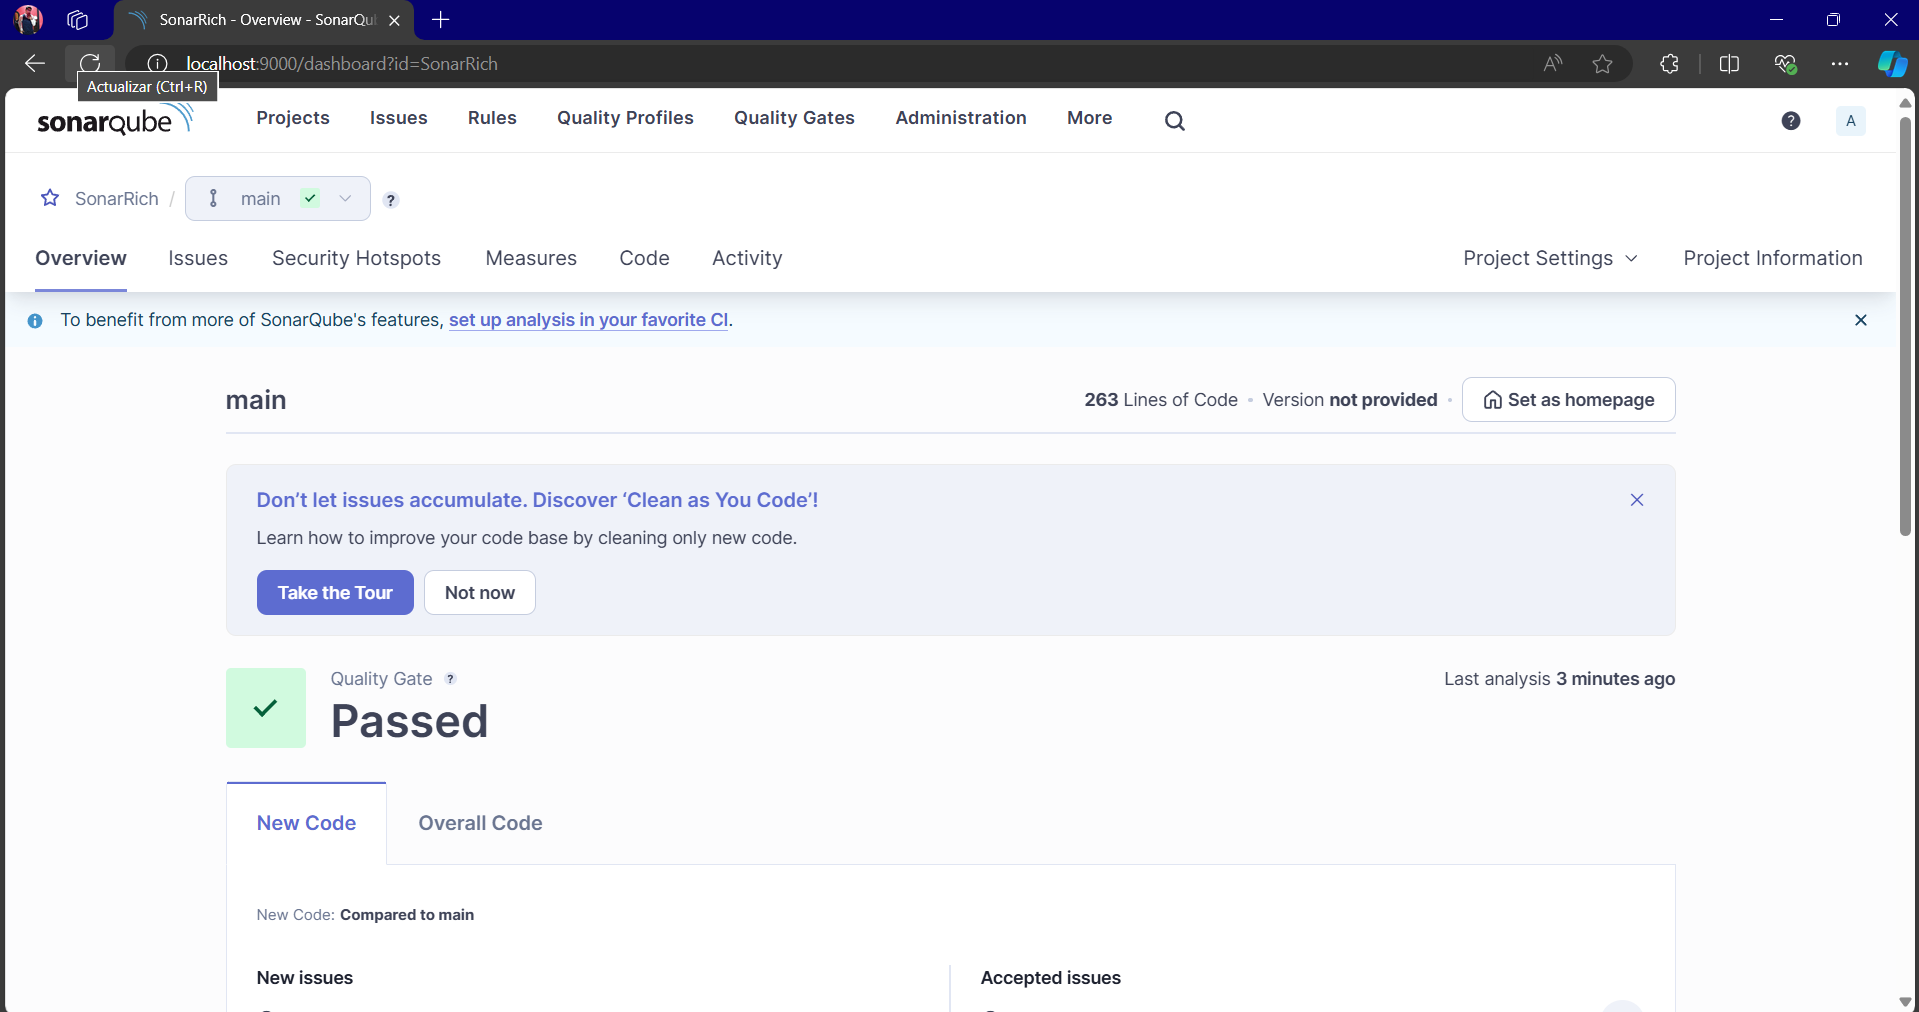 SonarRich - Overview - SonarQu
localhost:9000/dashboard?id=SonarRich
Actualizar (Ctrl+R)
sonarqube
Projects
Issues
Rules
Quality Profiles
Quality Gates
Administration
More
?
A
SonarRich / main ?
Overview
Issues
Security Hotspots
Measures
Code
Activity
Project Settings
Project Information
To benefit from more of SonarQube's features, set up analysis in your favorite CI.
main
263 Lines of Code • Version not provided •
Set as homepage
Don’t let issues accumulate. Discover ‘Clean as You Code’!
Learn how to improve your code base by cleaning only new code.
Take the Tour
Not now
Quality Gate ?
Last analysis 3 minutes ago
Passed
New Code
Overall Code
New Code: Compared to main
New issues
Accepted issues